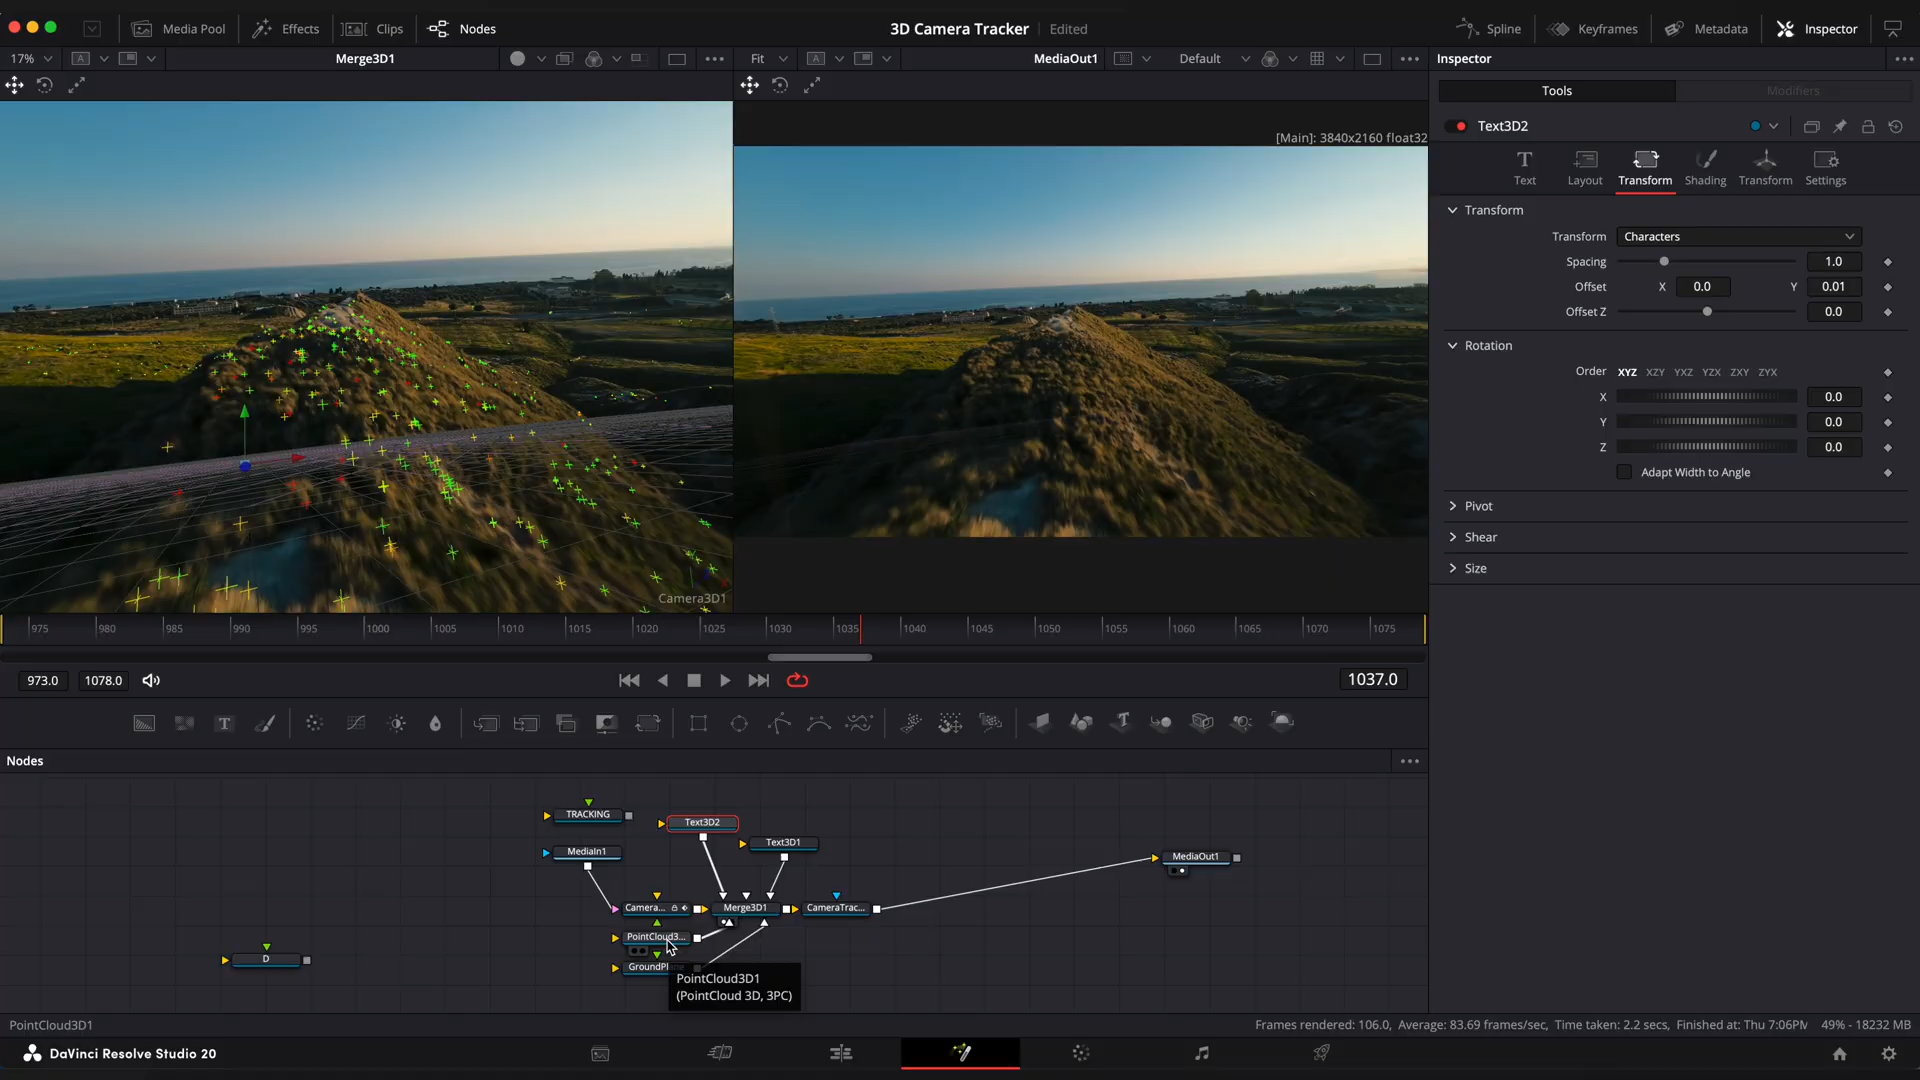 Media Pool
Effects
Clips
Nodes
3D Camera Tracker
Edited
Spline
Keyframes
Metadata
Inspector
17%
A
Merge3D1
Fit
A
MediaOut1
Default
Inspector
Tools
Modifiers
Text3D2
[Main]: 3840x2160 float32
T
Text
Layout
Transform
Shading
Transform
Settings
Transform
Transform
Characters
Spacing
1.0
Offset
X
0.0
Y
0.01
Offset Z
0.0
Rotation
Order
XYZ XZY YXZ YZX ZXY ZYX
X
0.0
Y
0.0
Z
0.0
Adapt Width to Angle
Pivot
Shear
Size
Camera3D1
975 980 985 990 995 1000 1005 1010 1015 1020 1025 1030 1035 1040 1045 1050 1055 1060 1065 1070 1075
973.0
1078.0
1037.0
Nodes
TRACKING
Text3D2
Text3D1
MediaIn1
MediaOut1
Camera...
Merge3D1
CameraTrac...
PointCloud3...
D
GroundPl
PointCloud3D1
(PointCloud 3D, 3PC)
PointCloud3D1
Frames rendered: 106.0, Average: 83.69 frames/sec, Time taken: 2.2 secs, Finished at: Thu 7:06PM
49% - 18232 MB
DaVinci Resolve Studio 20